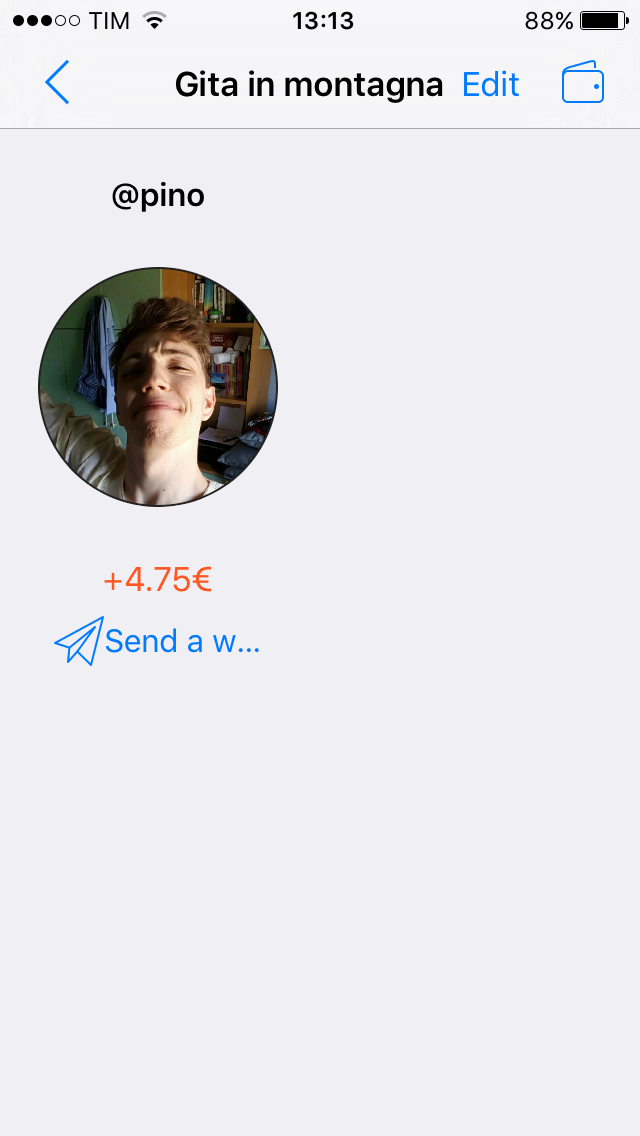 TIM 13:13 88%
Gita in montagna Edit
@pino
+4.75€
Send a w...